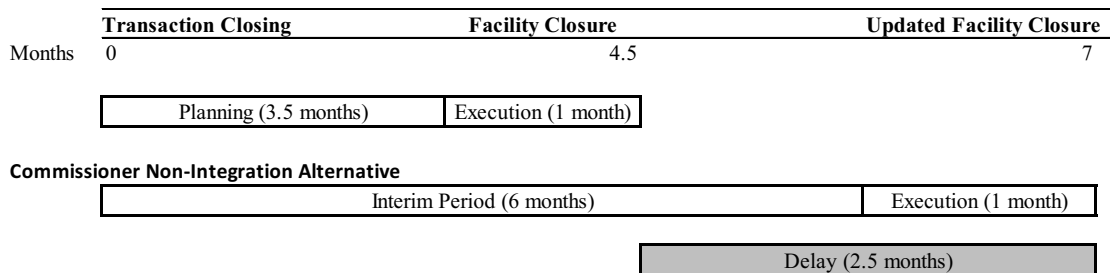 Transaction Closing Facility Closure Updated Facility Closure
Months 0 4.5 7
Planning (3.5 months) Execution (1 month)
Commissioner Non-Integration Alternative
Interim Period (6 months) Execution (1 month)
Delay (2.5 months)